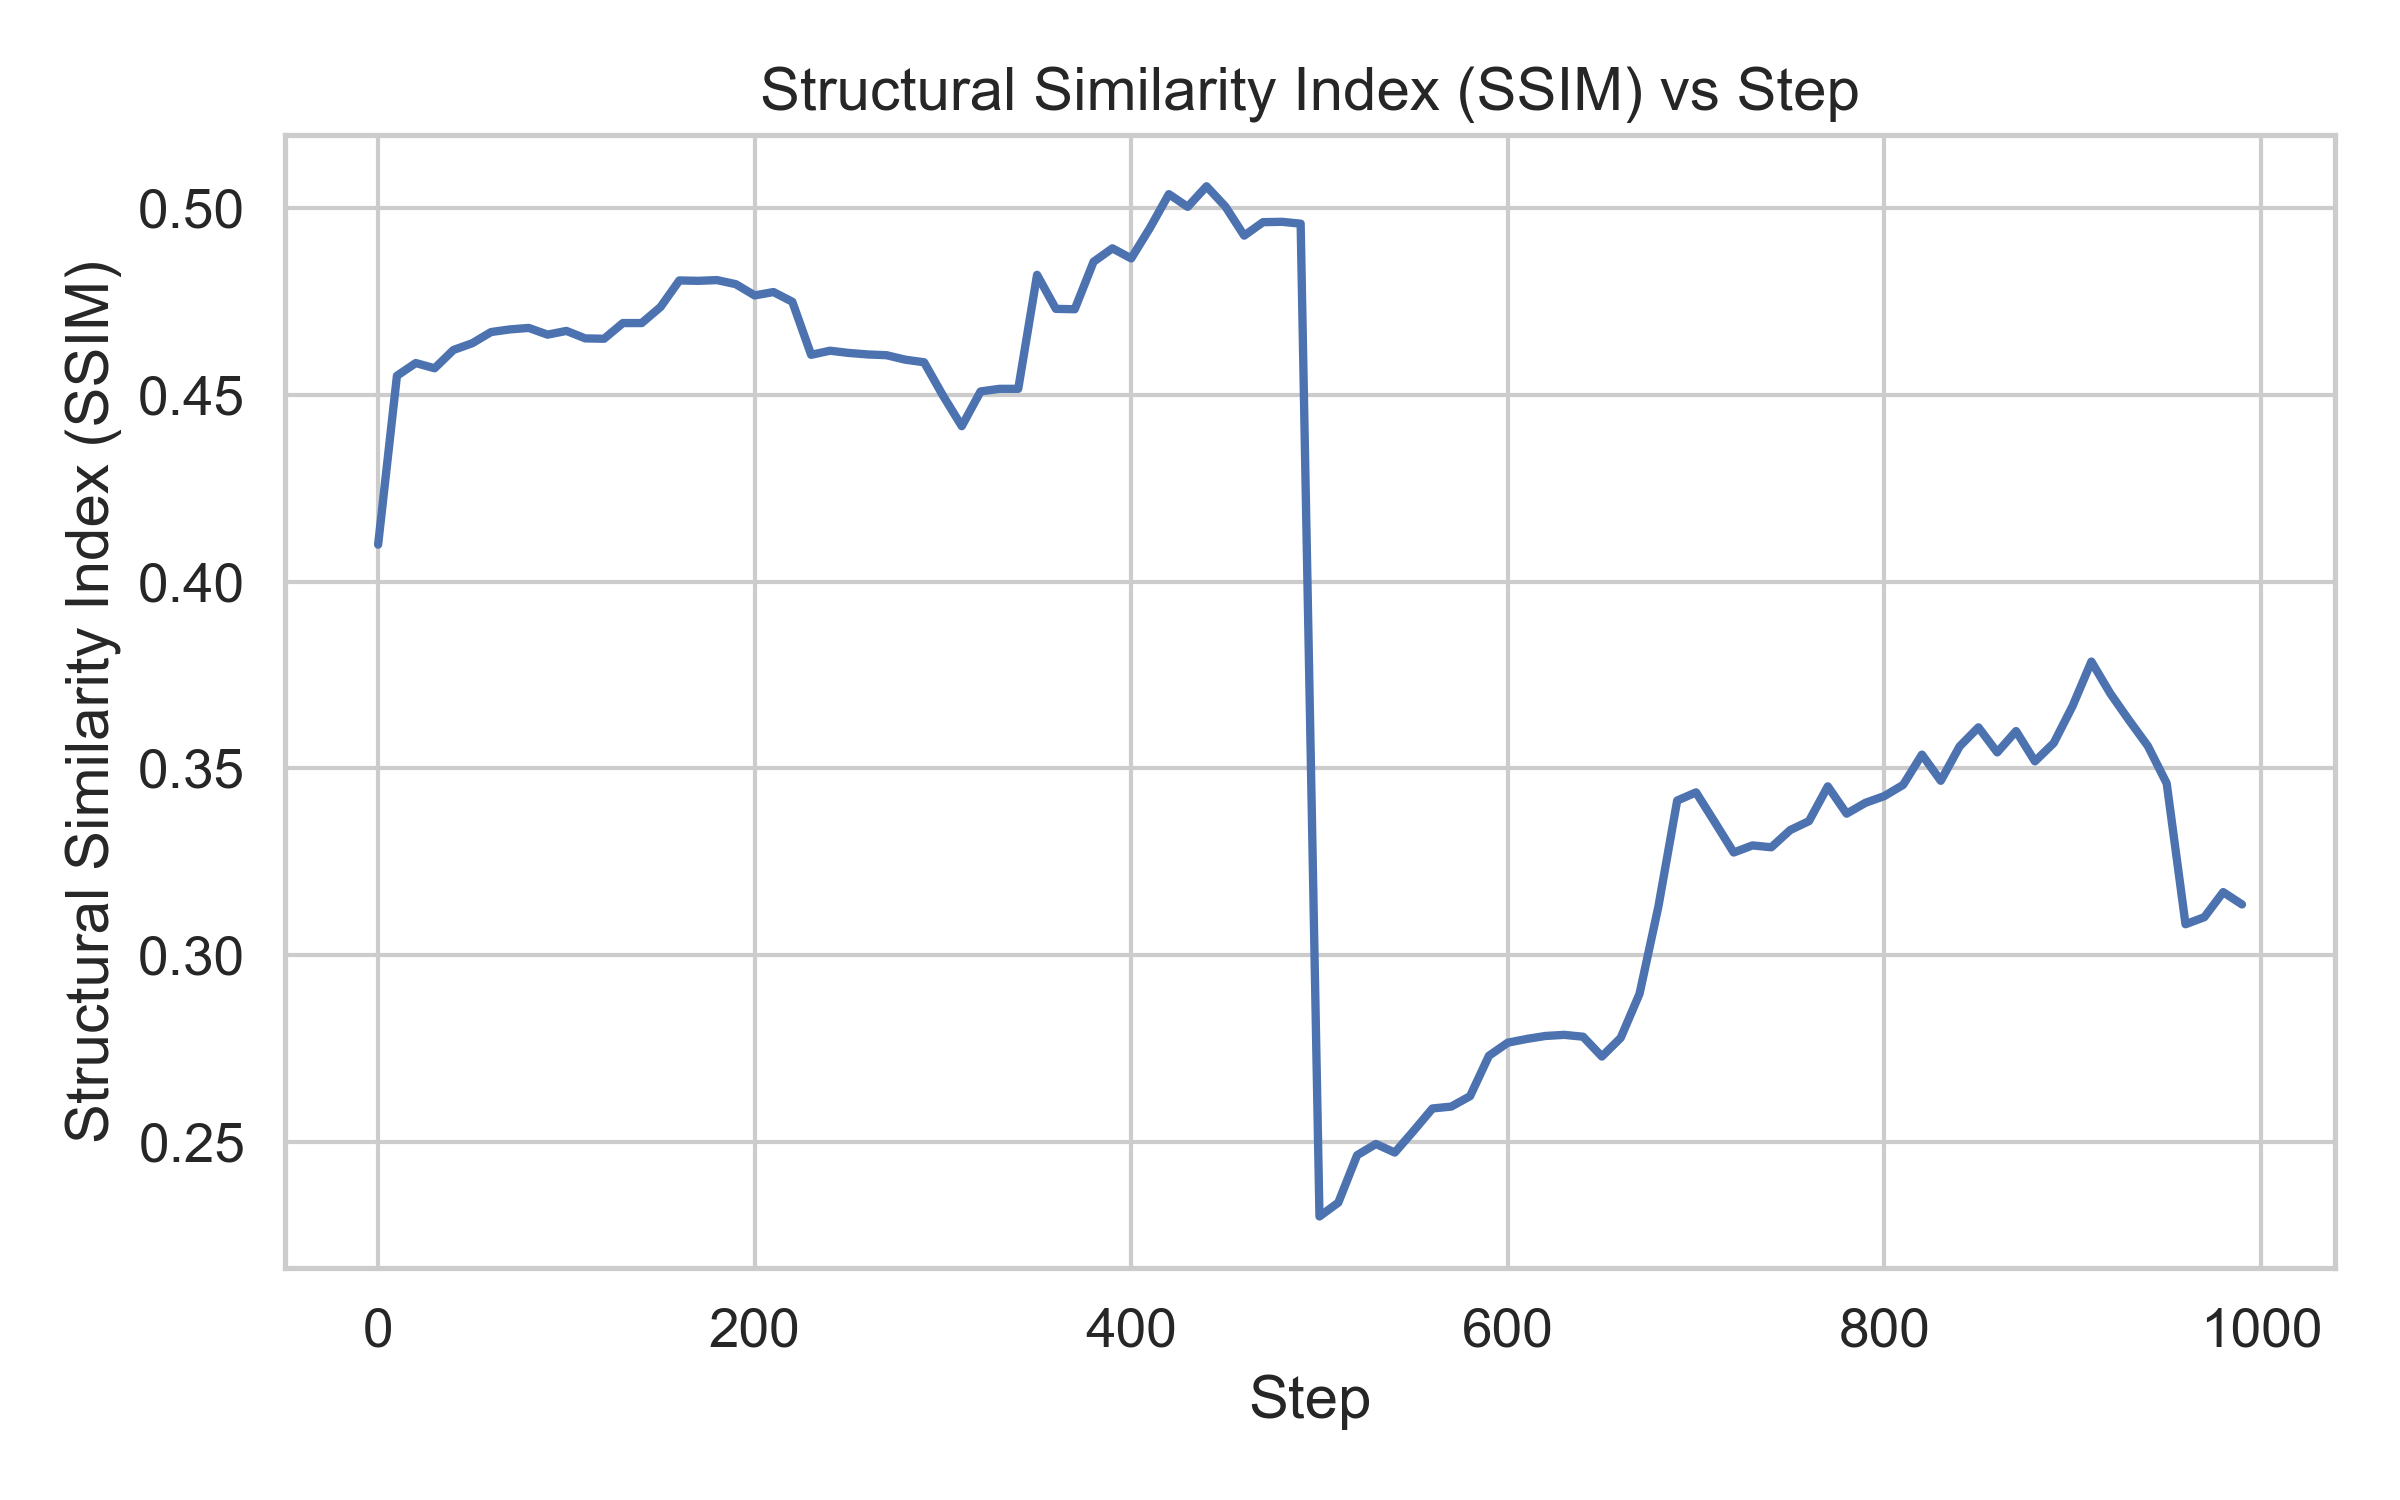 Structural Similarity Index (SSIM) vs Step
Structural Similarity Index (SSIM)
0.50
0.45
0.40
0.35
0.30
0.25
0 200 400 600 800 1000
Step